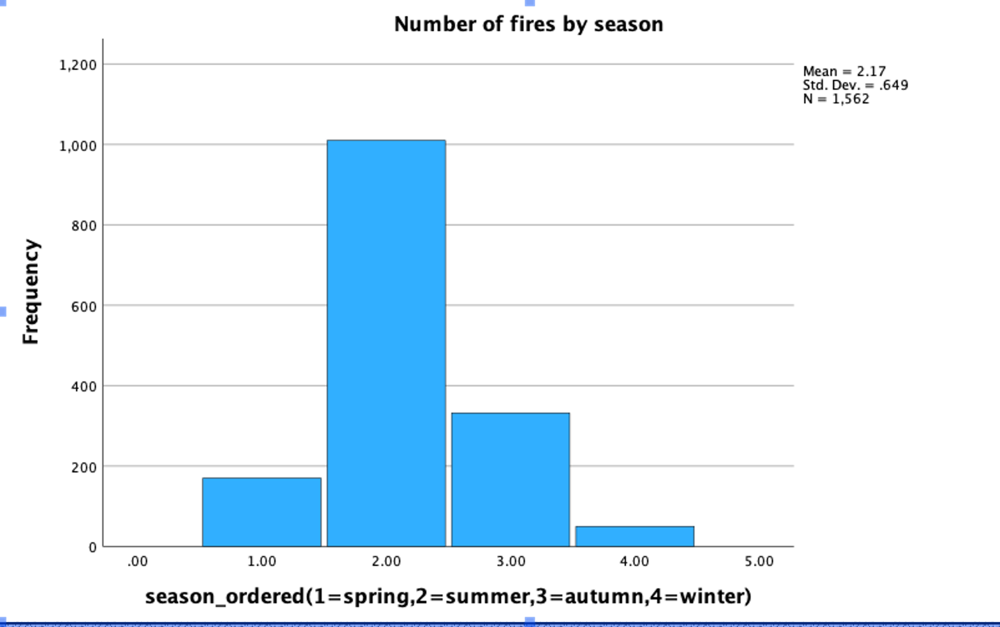 Number of fires by season
1,200
Mean = 2.17
Std. Dev. = .649
N = 1,562
1,000
800
600
400
200
0
Frequency
.00 1.00 2.00 3.00 4.00 5.00
season_ordered(1=spring,2=summer,3=autumn,4=winter)